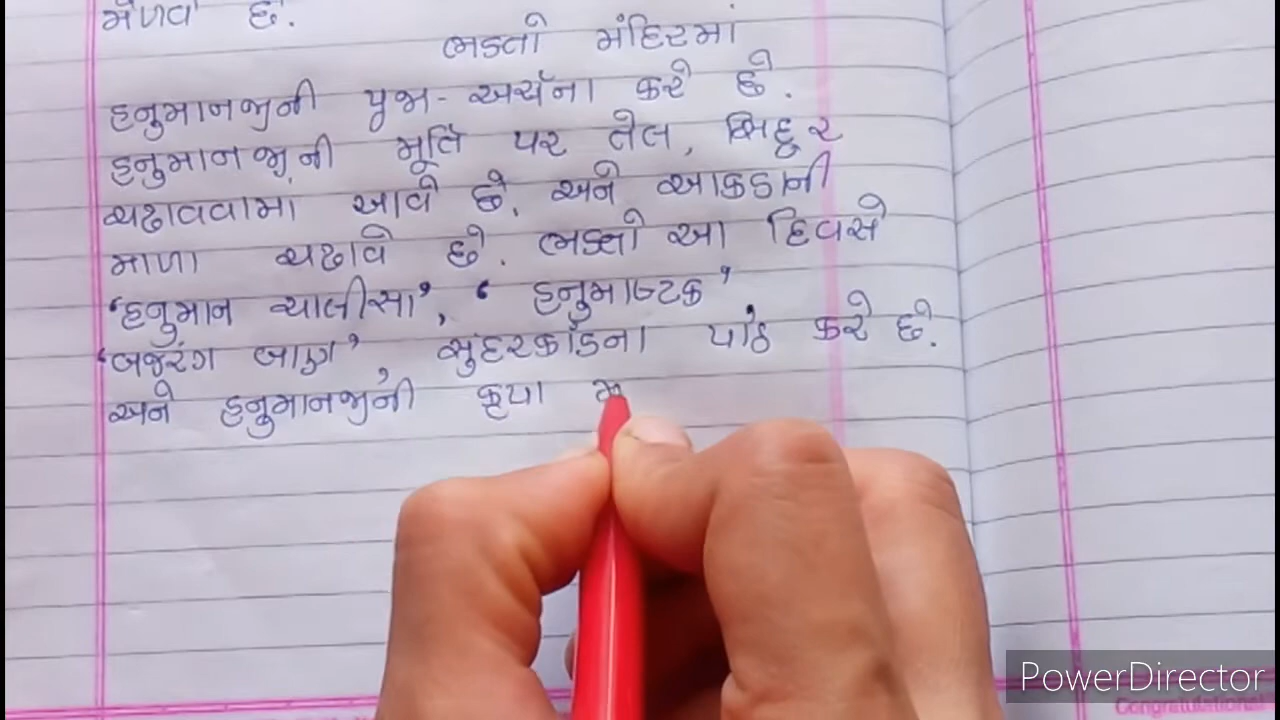 મેળવે છે.
ભક્તો મંદિરમાં
હનુમાનજીની પૂજા - અર્ચના કરે છે.
હનુમાનજીની મૂર્તિ પર તેલ, સિંદૂર
ચઢાવવામાં આવે છે. અને આકડાની
માળા ચઢાવે છે. ભક્તો આ દિવસે
‘હનુમાન ચાલીસા’, ‘ હનુમાષ્ટક ’
‘બજરંગ બાણ’ સુંદરકાંડના પાઠ કરે છે.
અને હનુમાનજીની કૃપા
PowerDirector
Congratulational